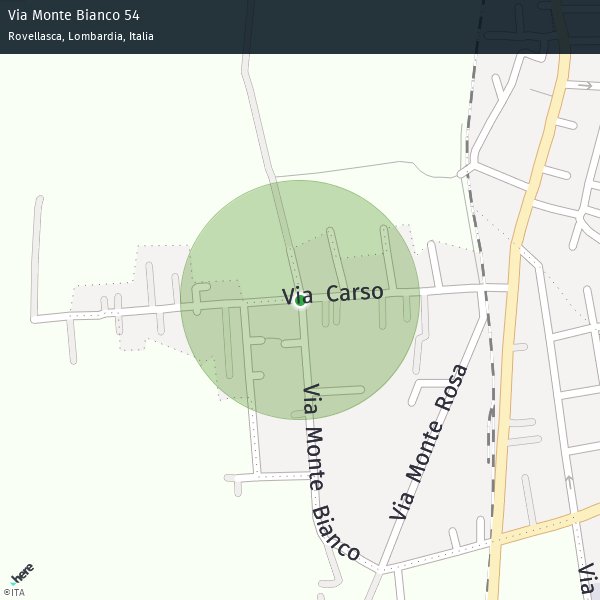 Via Monte Bianco 54
Rovellasca, Lombardia, Italia
Via Carso
Via Monte Rosa
Via Monte Bianco
Via
here
©ITA